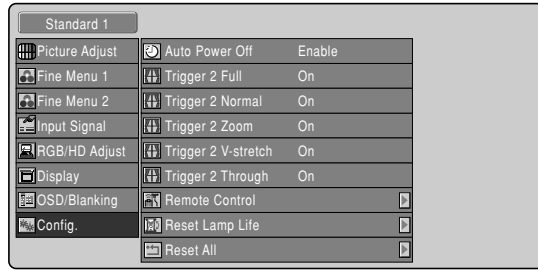 Standard 1
Picture Adjust
Fine Menu 1
Fine Menu 2
Input Signal
RGB/HD Adjust
Display
OSD/Blanking
Config.
Auto Power Off Enable
Trigger 2 Full On
Trigger 2 Normal On
Trigger 2 Zoom On
Trigger 2 V-stretch On
Trigger 2 Through On
Remote Control
Reset Lamp Life
Reset All